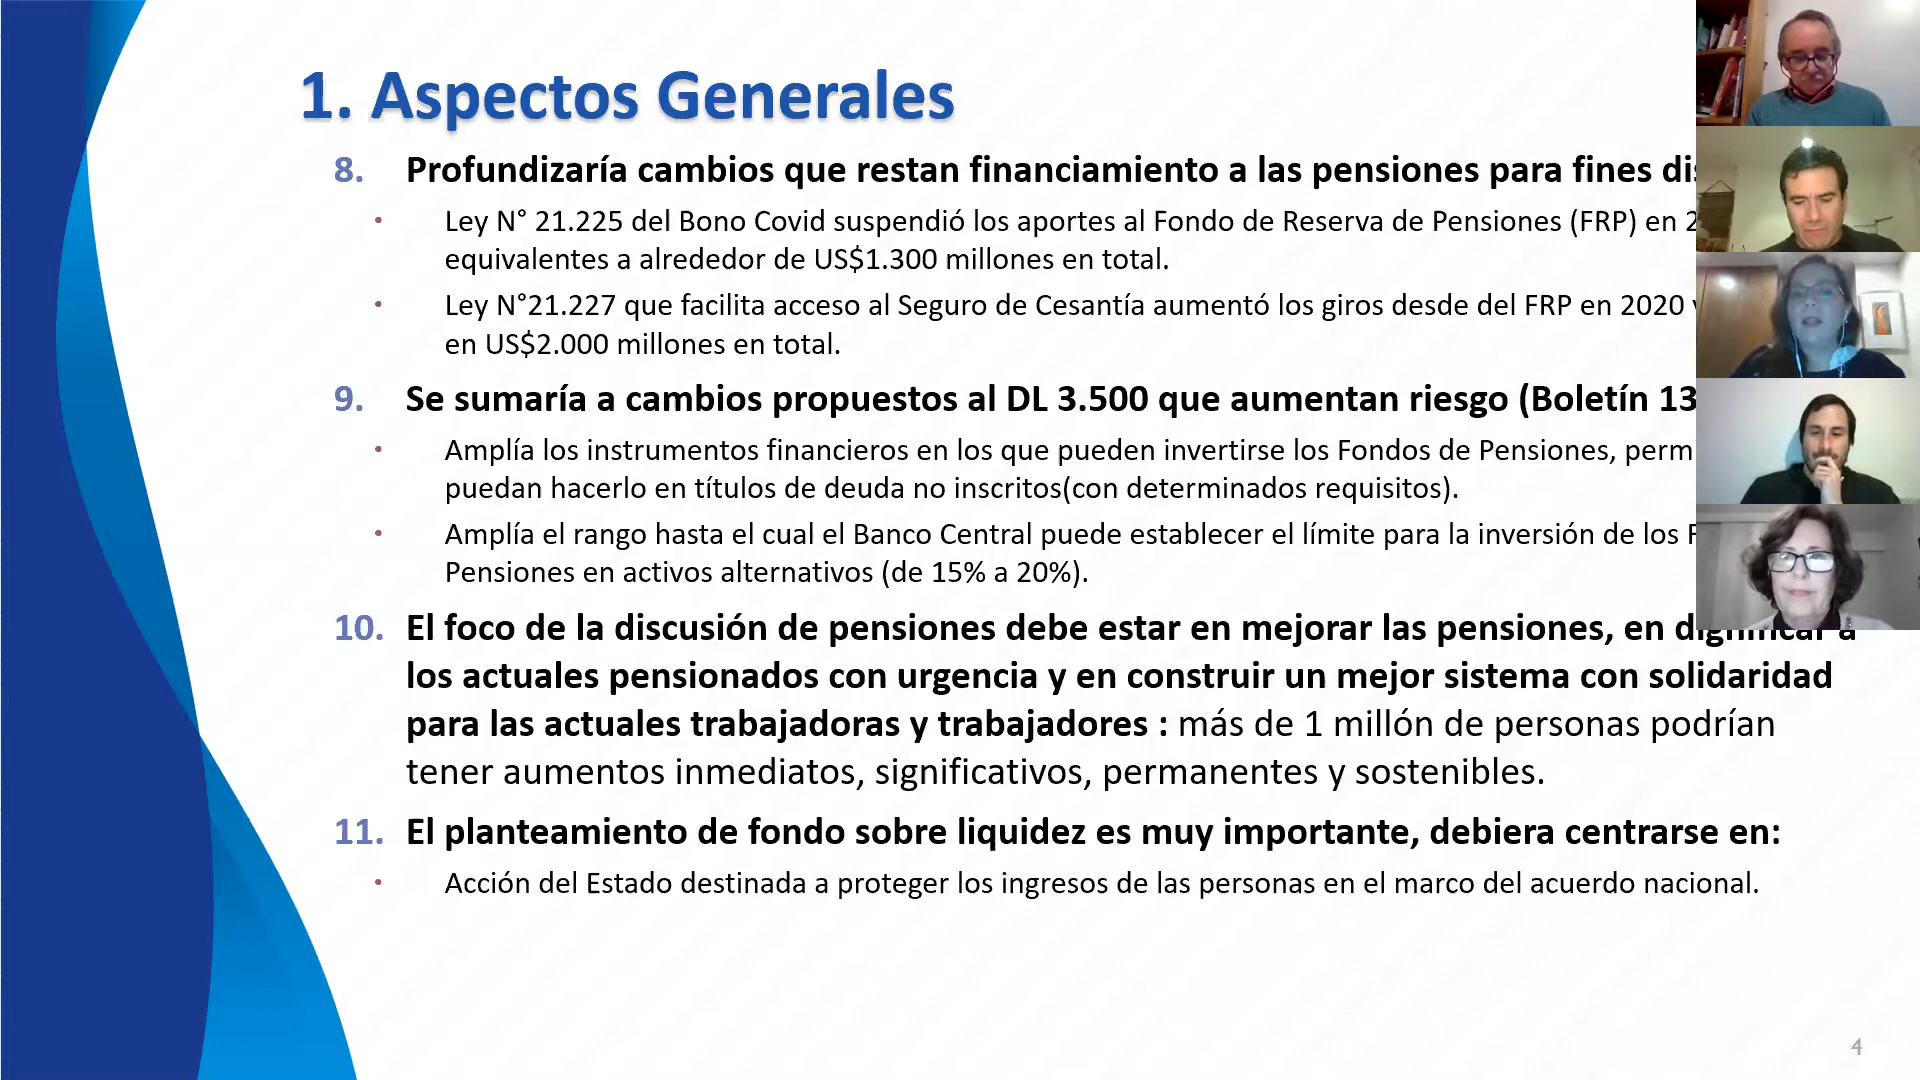 1. Aspectos Generales
8. Profundizaría cambios que restan financiamiento a las pensiones para fines
• Ley N° 21.225 del Bono Covid suspendió los aportes al Fondo de Reserva de Pensiones (FRP) en
equivalentes a alrededor de US$1.300 millones en total.
• Ley N°21.227 que facilita acceso al Seguro de Cesantía aumentó los giros desde del FRP en 2020
en US$2.000 millones en total.
9. Se sumaría a cambios propuestos al DL 3.500 que aumentan riesgo (Boletín
• Amplía los instrumentos financieros en los que pueden invertirse los Fondos de Pensiones,
puedan hacerlo en títulos de deuda no inscritos(con determinados requisitos).
• Amplía el rango hasta el cual el Banco Central puede establecer el límite para la inversión de los
Pensiones en activos alternativos (de 15% a 20%).
10. El foco de la discusión de pensiones debe estar en mejorar las pensiones, en dignificar a
los actuales pensionados con urgencia y en construir un mejor sistema con solidaridad
para las actuales trabajadoras y trabajadores : más de 1 millón de personas podrían
tener aumentos inmediatos, significativos, permanentes y sostenibles.
11. El planteamiento de fondo sobre liquidez es muy importante, debiera centrarse en:
• Acción del Estado destinada a proteger los ingresos de las personas en el marco del acuerdo nacional.
4